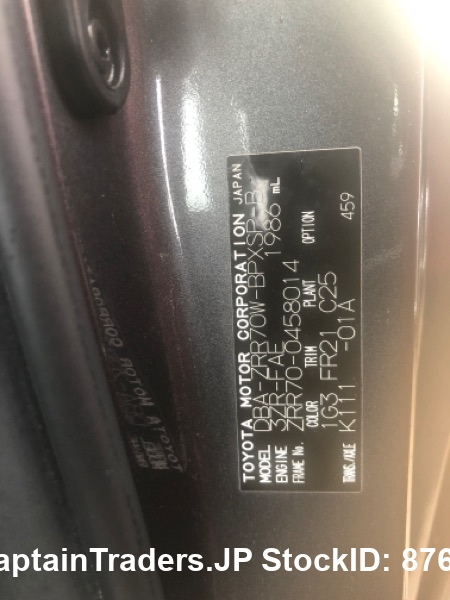 TOYOTA MOTOR CORPORATION JAPAN
MODEL DBA-ZRR70W-BPXSP-B
ENGINE 3ZR-FAE 1986 mL
FRAME No. ZRR70-0458014
COLOR TRIM PLANT OPTION
1G3 FR21 C25 459
TRANS./AXLE K111 -01A
aptainTraders.JP StockID: 876